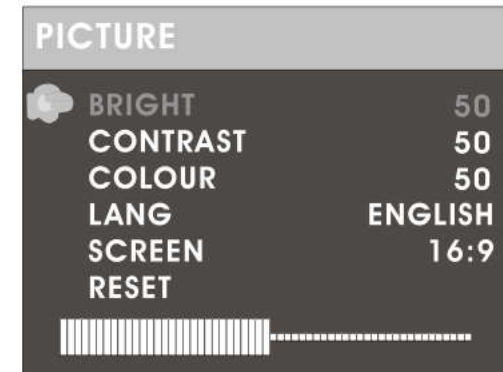 PICTURE
BRIGHT 50
CONTRAST 50
COLOUR 50
LANG ENGLISH
SCREEN 16:9
RESET